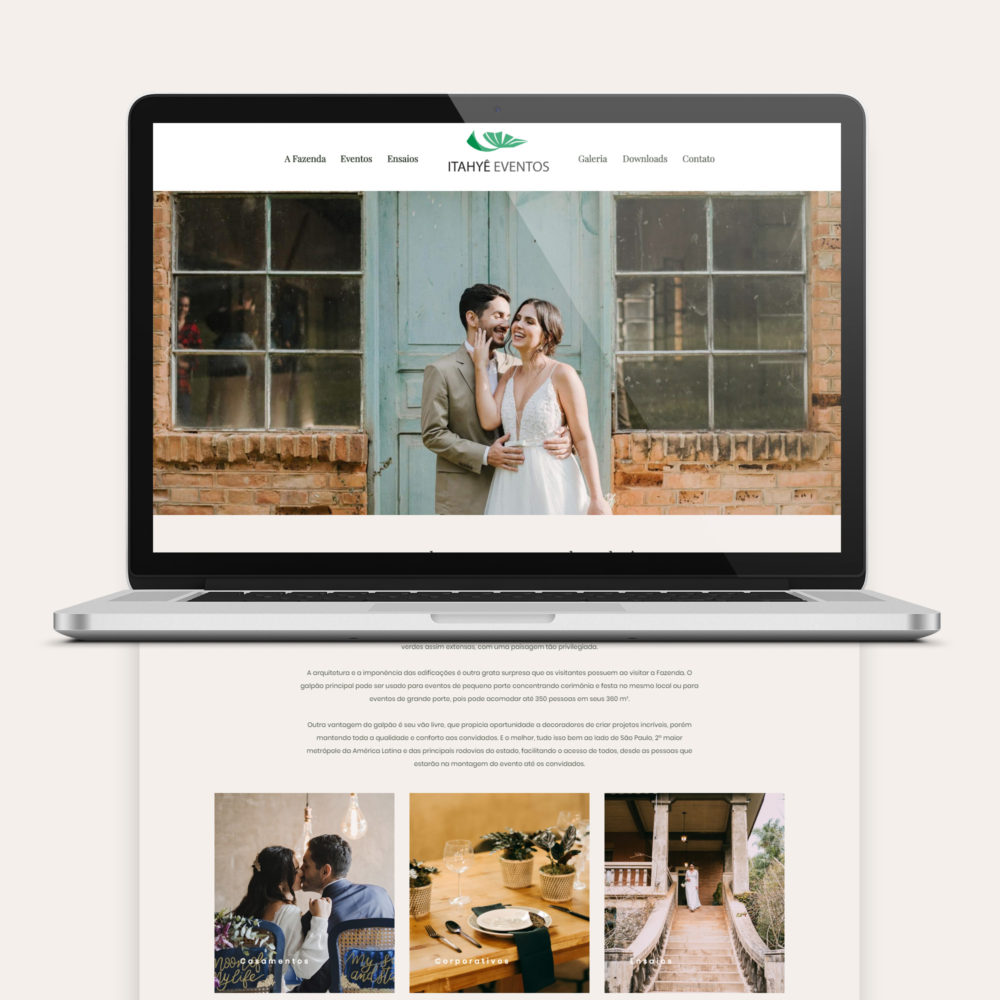 A Fazenda Eventos Ensaios ITAHYÊ EVENTOS Galeria Downloads Contato
verdes assim extensas, com uma paisagem tão privilegiada.
A arquitetura e a imponência das edificações é outra grata surpresa que os visitantes possuem ao visitar a Fazenda. O
galpão principal pode ser usado para eventos de pequeno porte concentrando cerimônia e festa no mesmo local ou para
eventos de grande porte, pois pode acomodar até 350 pessoas em seus 360 m².
Outra vantagem do galpão é seu vão livre, que propicia oportunidade a decoradores de criar projetos incríveis, porém
mantendo toda a qualidade e conforto aos convidados. E o melhor, tudo isso bem ao lado de São Paulo, 2ª maior
metrópole da América Latina e das principais rodovias do estado, facilitando o acesso de todos, desde as pessoas que
estarão na montagem do evento até os convidados.
Casamentos Corporativos Ensaios